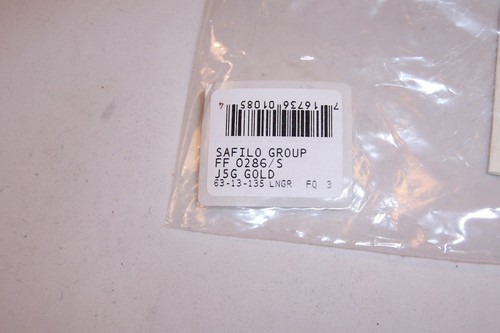 7 16736 01085 4
SAFILO GROUP
FF 0286/S
J5G GOLD
63-13-135 LNGR FQ 3